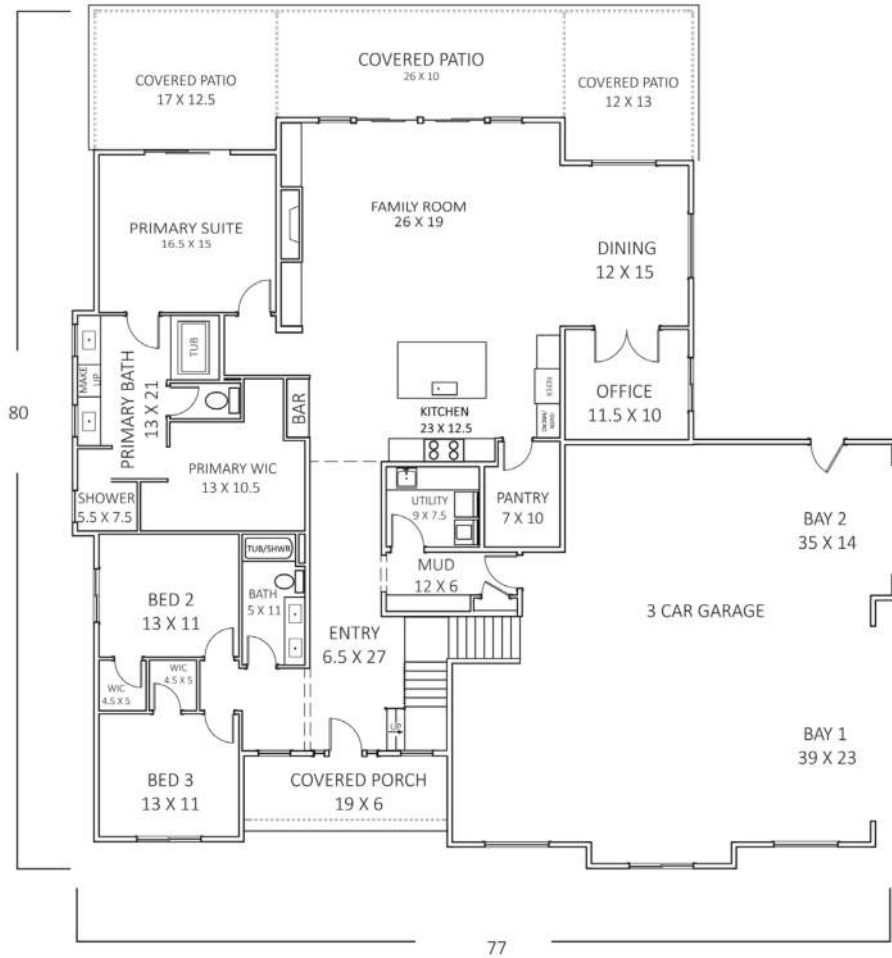 COVERED PATIO
17 X 12.5
COVERED PATIO
26 X 10
COVERED PATIO
12 X 13
PRIMARY SUITE
16.5 X 15
FAMILY ROOM
26 X 19
DINING
12 X 15
TUB
MAKE
UP
PRIMARY BATH
13 X 21
80
BAR
KITCHEN
23 X 12.5
REFER
OVEN
/MICRO
OFFICE
11.5 X 10
PRIMARY WIC
13 X 10.5
SHOWER
5.5 X 7.5
UTILITY
9 X 7.5
PANTRY
7 X 10
BAY 2
35 X 14
TUB/SHWR
BED 2
13 X 11
BATH
5 X 11
MUD
12 X 6
3 CAR GARAGE
ENTRY
6.5 X 27
WIC
4.5 X 5
WIC
4.5 X 5
UP
BAY 1
39 X 23
BED 3
13 X 11
COVERED PORCH
19 X 6
77